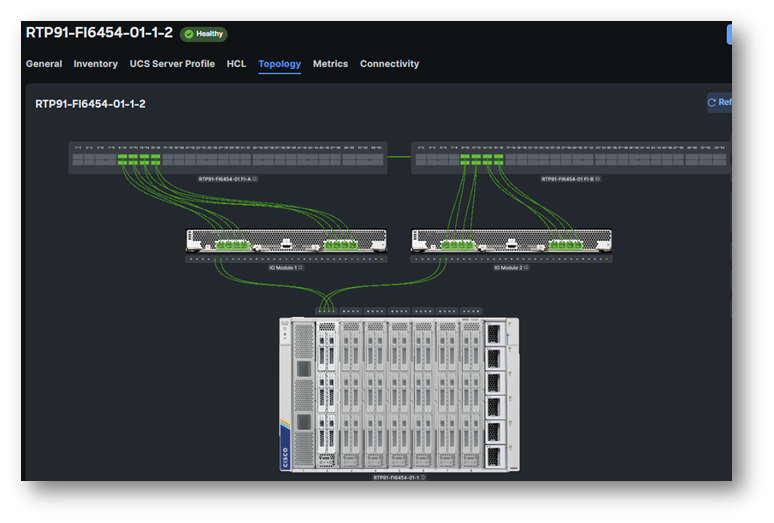 RTP91-FI6454-01-1-2 Healthy
General Inventory UCS Server Profile HCL Topology Metrics Connectivity
RTP91-FI6454-01-1-2 Ref
RTP91-FI6454-01 FI-A RTP91-FI6454-01 FI-B
IO Module 1 IO Module 2
CISCO
RTP91-FI6454-01-1